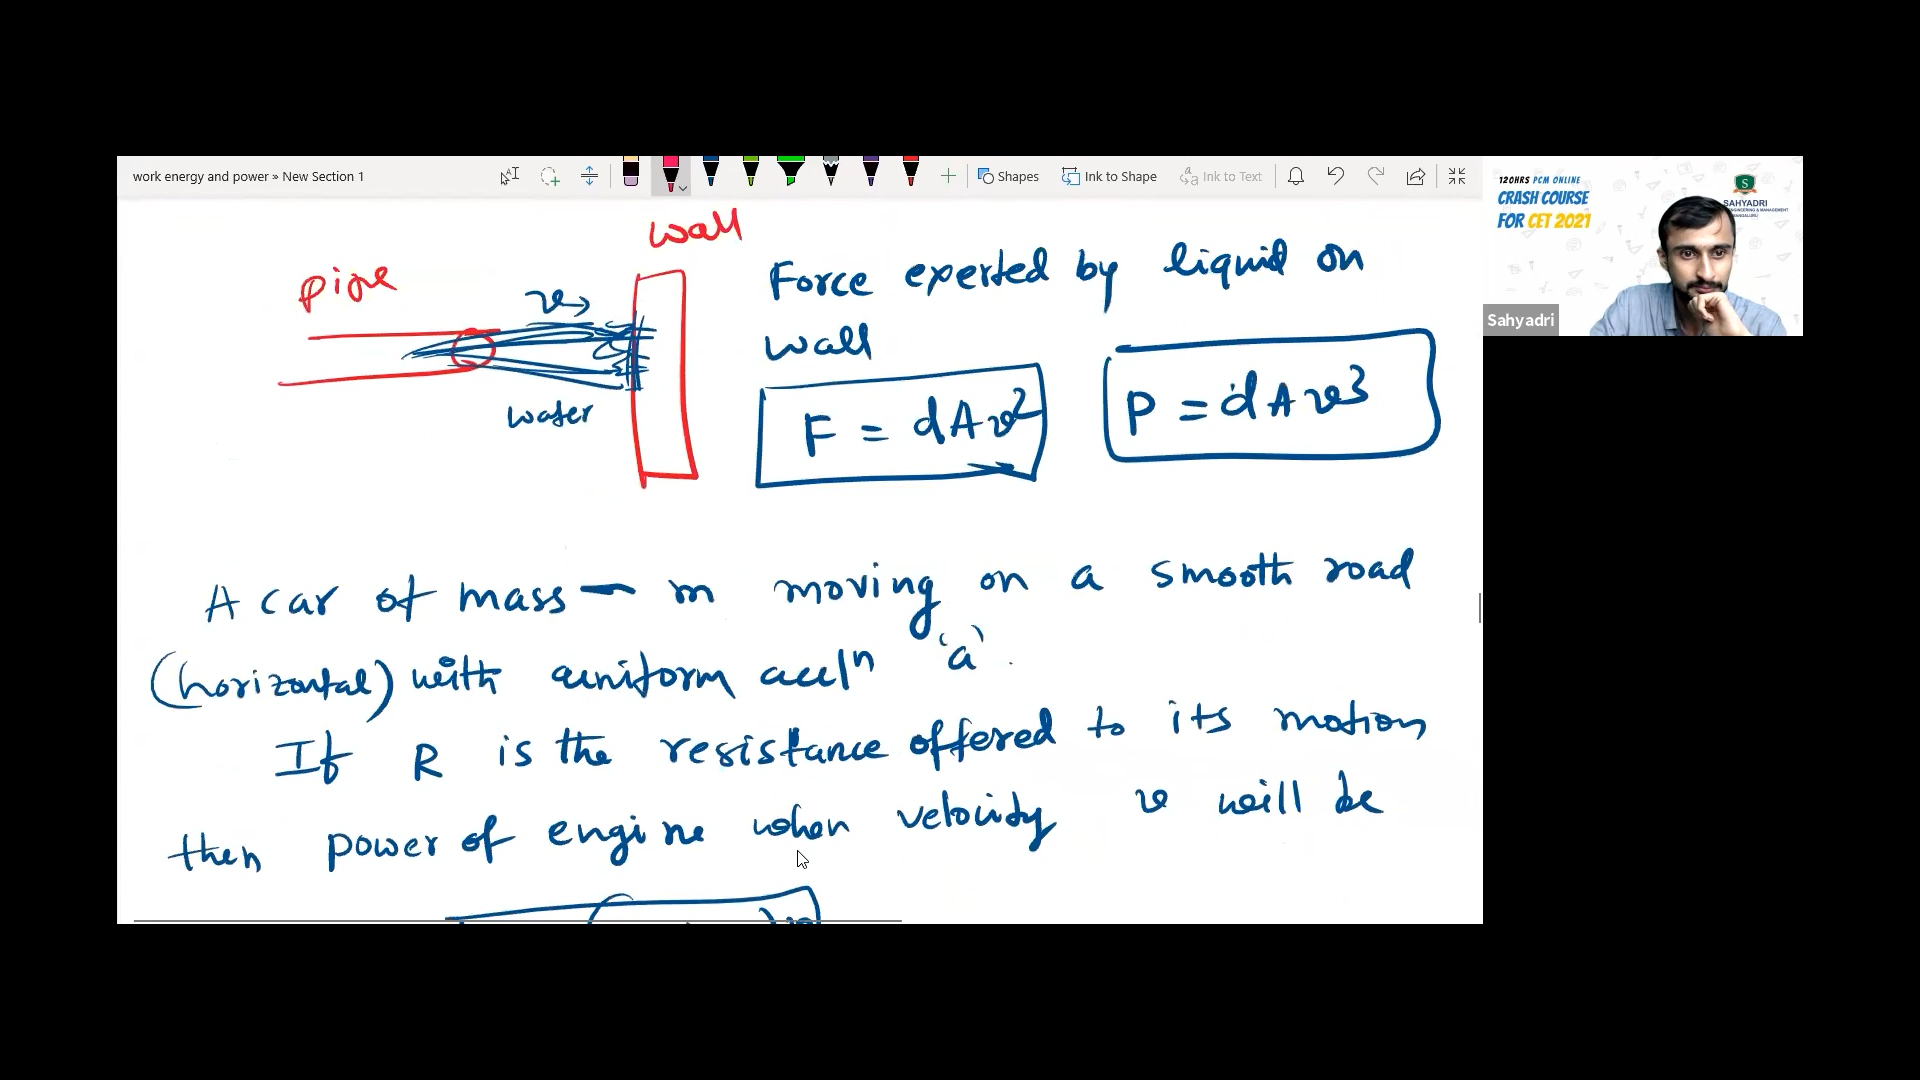 work energy and power » New Section 1
Shapes
Ink to Shape
Ink to Text
120HRS PCM ONLINE
CRASH COURSE
FOR CET 2021
S
SAHYADRI
ENGINEERING & MANAGEMENT
Sahyadri
wall
pipe
v→
water
Force exerted by liquid on
wall
F = dAv²
P = dAv³
A car of mass — m moving on a smooth road
(horizontal) with auniform accln 'a'.
If R is the resistance offered to its motion
then power of engine when velocity v will be